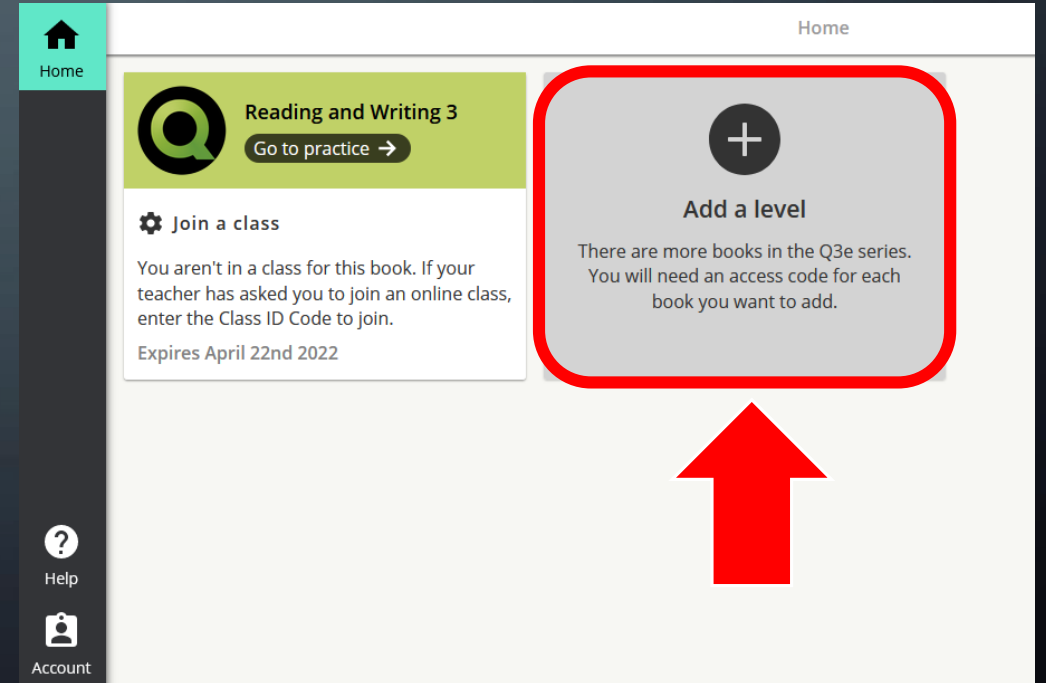 Home
Home
Reading and Writing 3
Go to practice
Join a class
You aren't in a class for this book. If your
teacher has asked you to join an online class,
enter the Class ID Code to join.
Expires April 22nd 2022
Add a level
There are more books in the Q3e series.
You will need an access code for each
book you want to add.
Help
Account